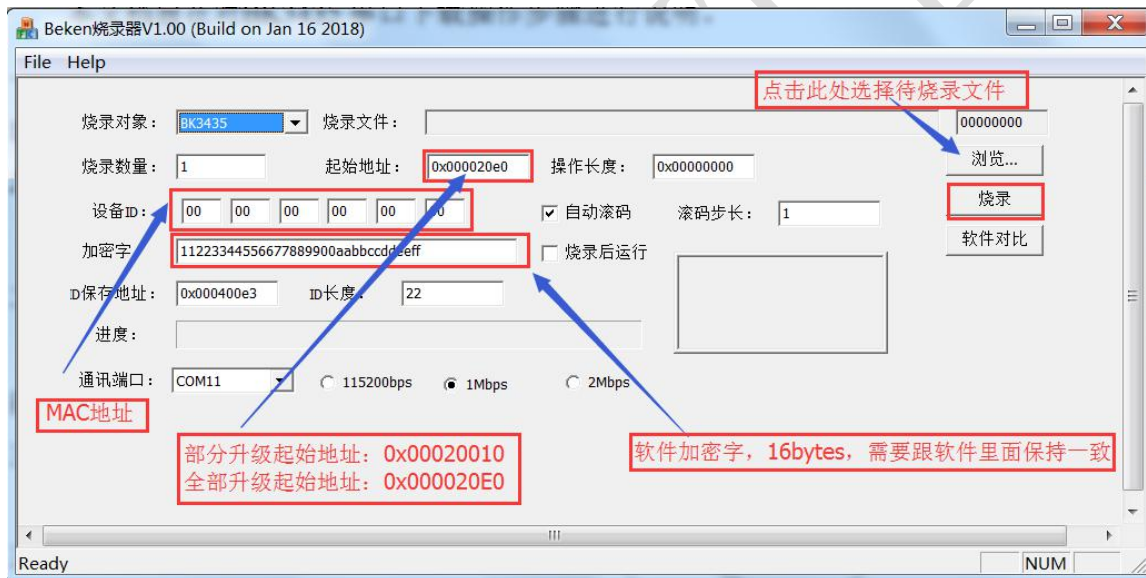 Beken烧录器V1.00 (Build on Jan 16 2018)
File Help
点击此处选择待烧录文件
烧录对象： BK3435 烧录文件： 00000000
烧录数量： 1 起始地址： 0x000020e0 操作长度： 0x00000000 浏览...
设备ID： 00 00 00 00 00 自动滚码 滚码步长： 1 烧录
加密字 11223344556677889900aabbccddeeff 烧录后运行 软件对比
ID保存地址： 0x000400e3 ID长度： 22
进度：
通讯端口： COM11 115200bps 1Mbps 2Mbps
MAC地址
部分升级起始地址：0x00020010
全部升级起始地址：0x000020E0
软件加密字，16bytes，需要跟软件里面保持一致
Ready NUM